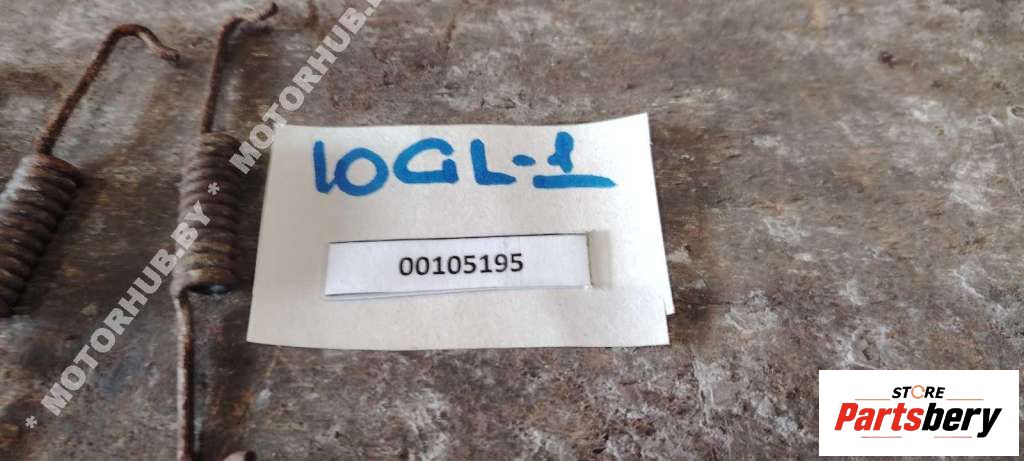 * MOTORHUB.BY * MOTORHUB.BY
10GL-1
00105195
STORE
Partsbery